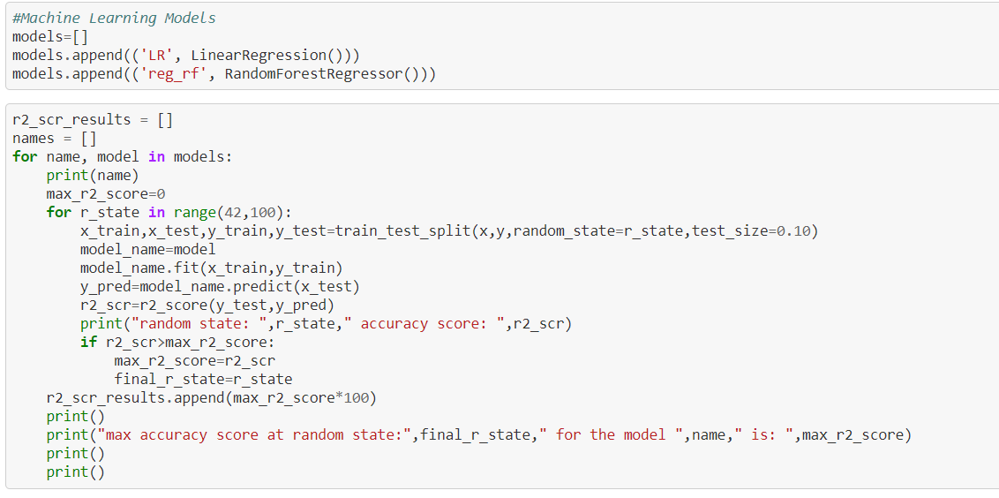 #Machine Learning Models
models=[]
models.append(('LR', LinearRegression()))
models.append(('reg_rf', RandomForestRegressor()))
r2_scr_results = []
names = []
for name, model in models:
    print(name)
    max_r2_score=0
    for r_state in range(42,100):
        x_train,x_test,y_train,y_test=train_test_split(x,y,random_state=r_state,test_size=0.10)
        model_name=model
        model_name.fit(x_train,y_train)
        y_pred=model_name.predict(x_test)
        r2_scr=r2_score(y_test,y_pred)
        print("random state: ",r_state," accuracy score: ",r2_scr)
        if r2_scr>max_r2_score:
            max_r2_score=r2_scr
            final_r_state=r_state
    r2_scr_results.append(max_r2_score*100)
    print()
    print("max accuracy score at random state:",final_r_state," for the model ",name," is: ",max_r2_score)
    print()
    print()